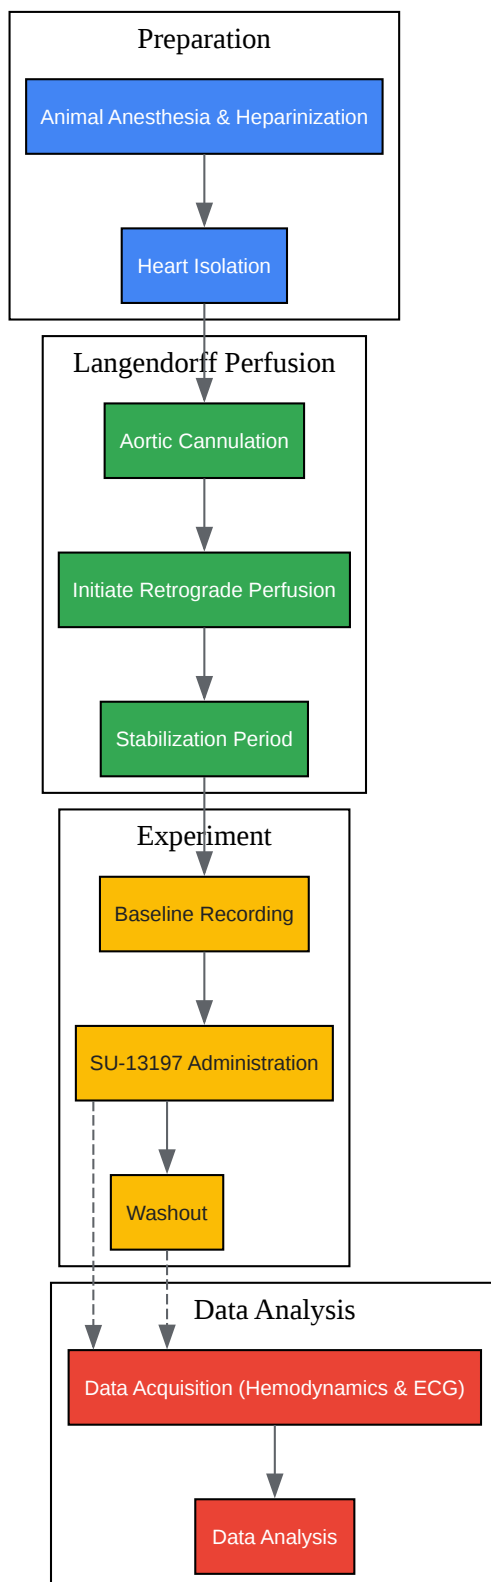 Preparation
Animal Anesthesia & Heparinization
Heart Isolation
Langendorff Perfusion
Aortic Cannulation
Initiate Retrograde Perfusion
Stabilization Period
Experiment
Baseline Recording
SU-13197 Administration
Washout
Data Analysis
Data Acquisition (Hemodynamics & ECG)
Data Analysis